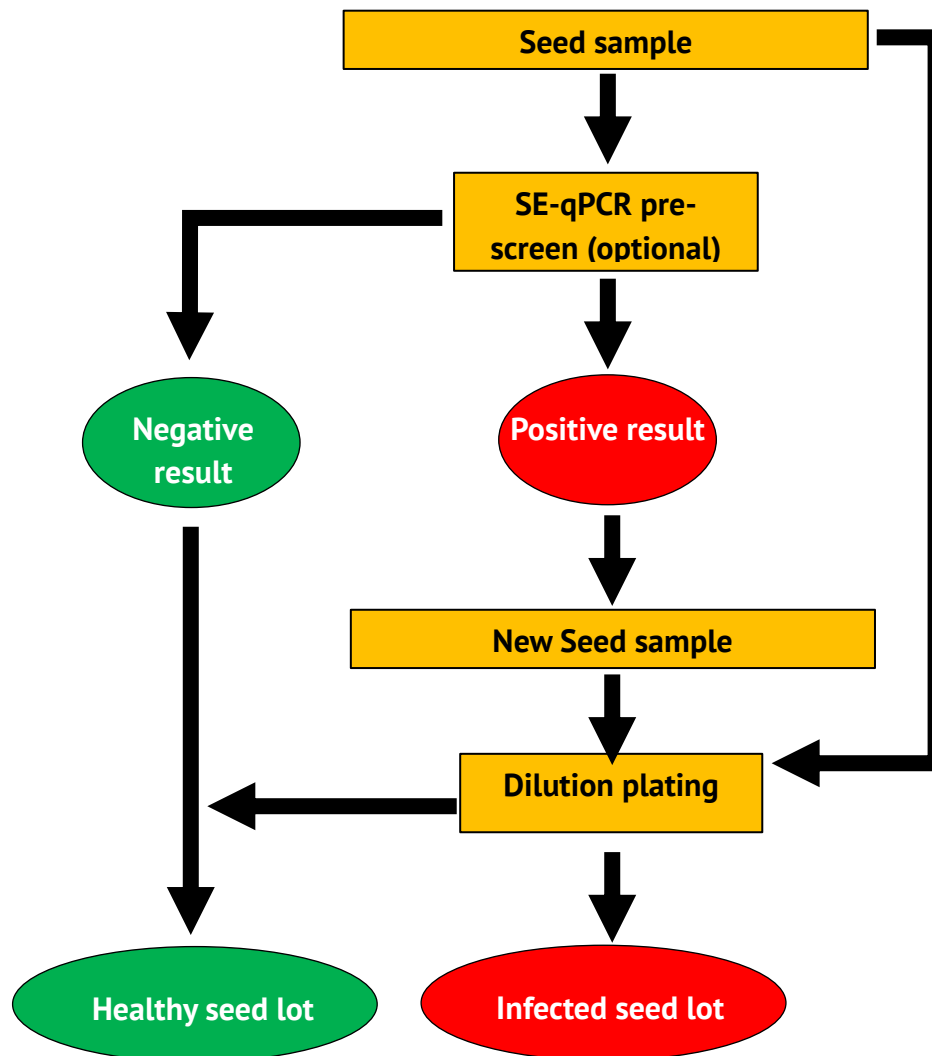 Seed sample
SE-qPCR pre-
screen (optional)
Negative
result
Positive result
New Seed sample
Dilution plating
Healthy seed lot
Infected seed lot